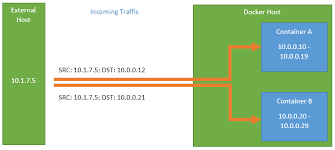 External
Host
Incoming Traffic
Docker Host
Container A
10.0.0.10 -
10.0.0.19
SRC: 10.1.7.5; DST: 10.0.0.12
10.1.7.5
SRC: 10.1.7.5; DST: 10.0.0.21
Container B
10.0.0.20 -
10.0.0.29